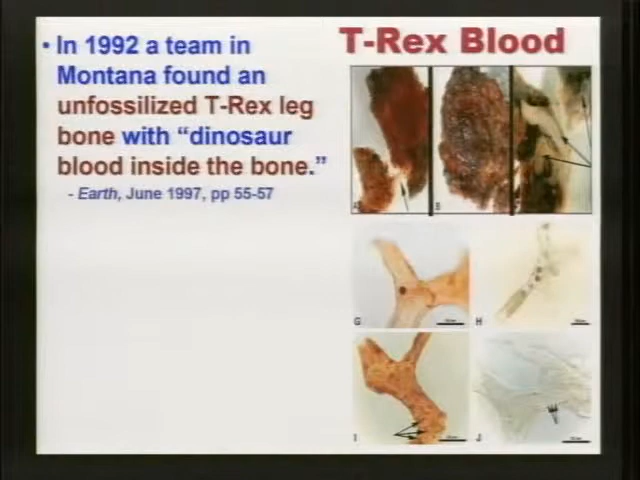 T-Rex Blood
• In 1992 a team in
Montana found an
unfossilized T-Rex leg
bone with “dinosaur
blood inside the bone.”
- Earth, June 1997, pp 55-57
A
B
G
H
I
J